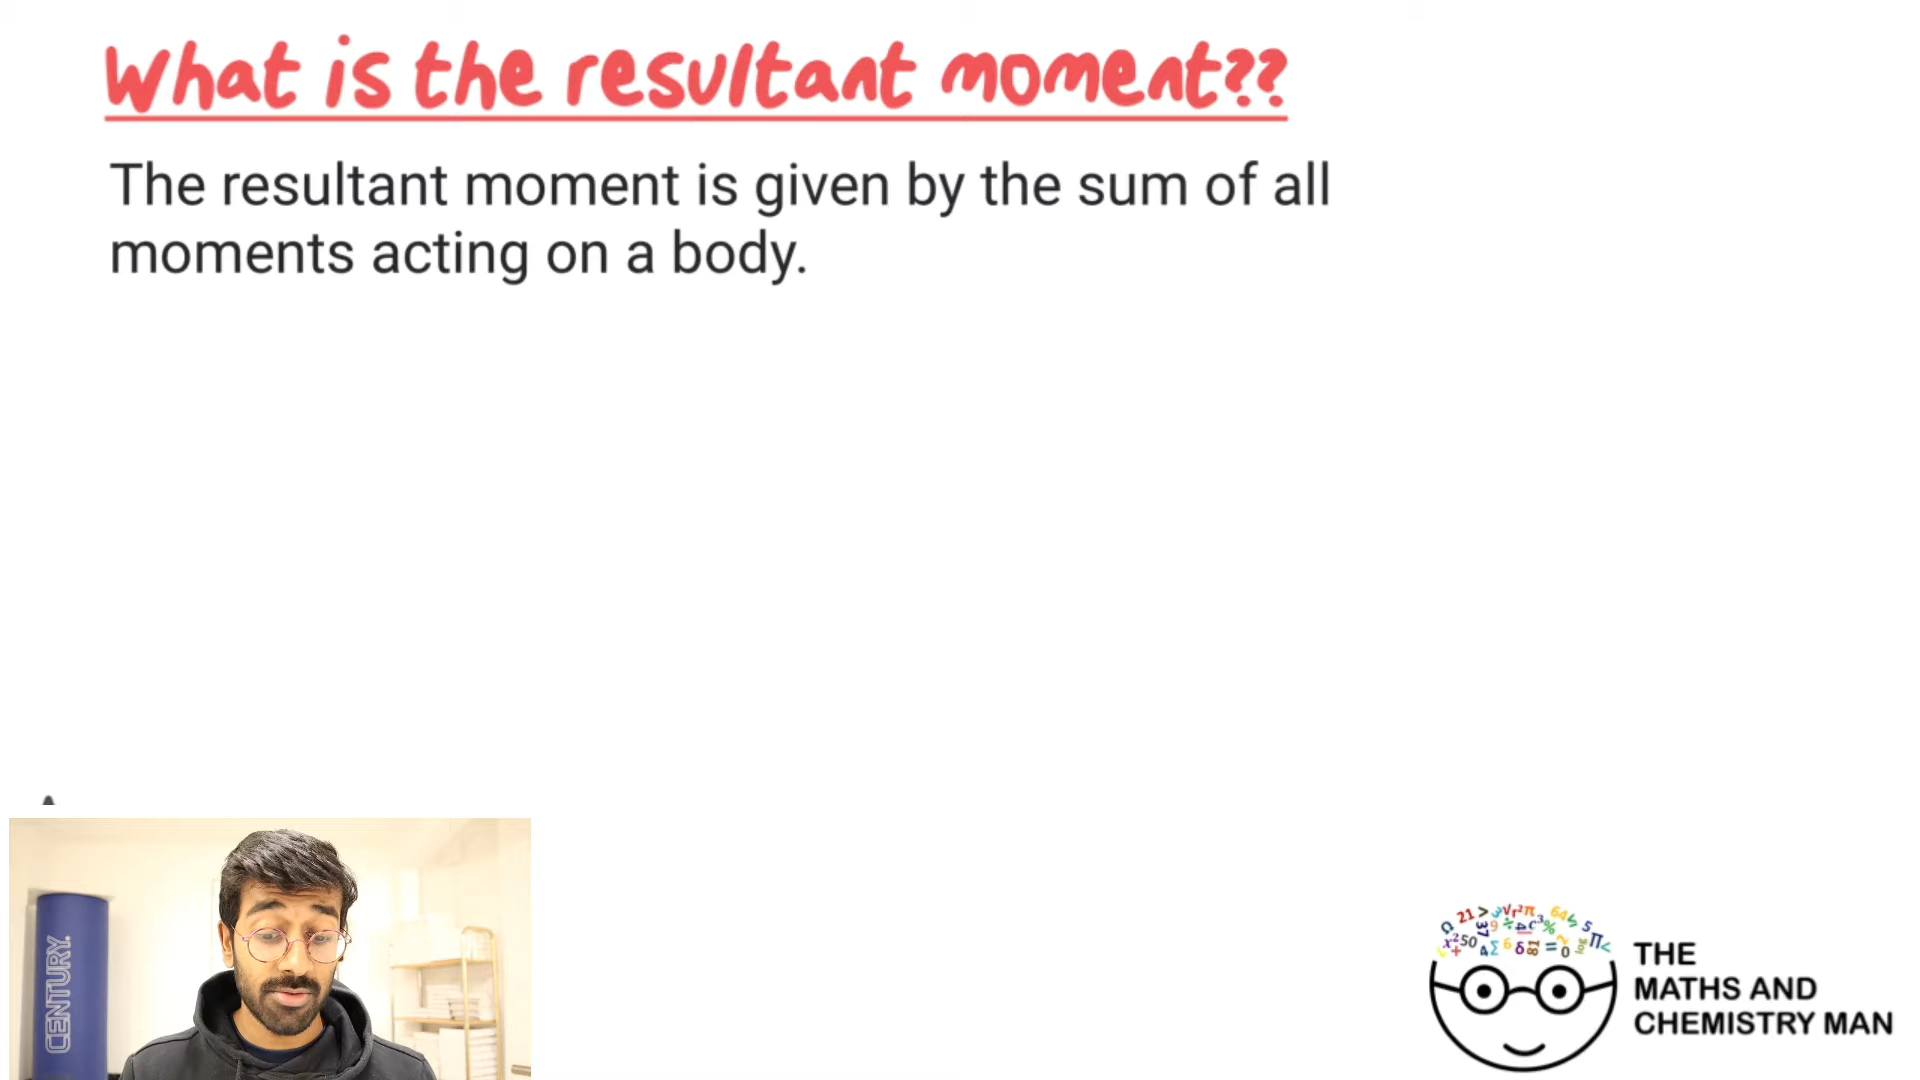 What is the resultant moment??
The resultant moment is given by the sum of all
moments acting on a body.
CENTURY.
THE
MATHS AND
CHEMISTRY MAN